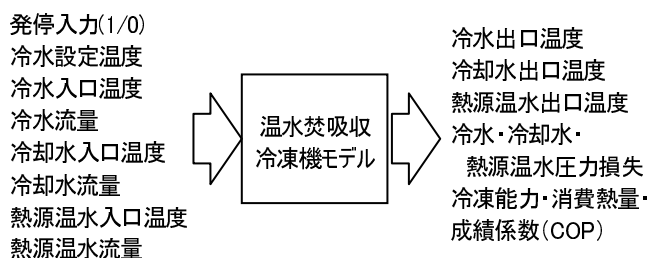 発停入力(1/0)
冷水設定温度
冷水入口温度
冷水流量
冷却水入口温度
冷却水流量
熱源温水入口温度
熱源温水流量
温水焚吸収
冷凍機モデル
冷水出口温度
冷却水出口温度
熱源温水出口温度
冷水・冷却水・
熱源温水圧力損失
冷凍能力・消費熱量・
成績係数(COP)